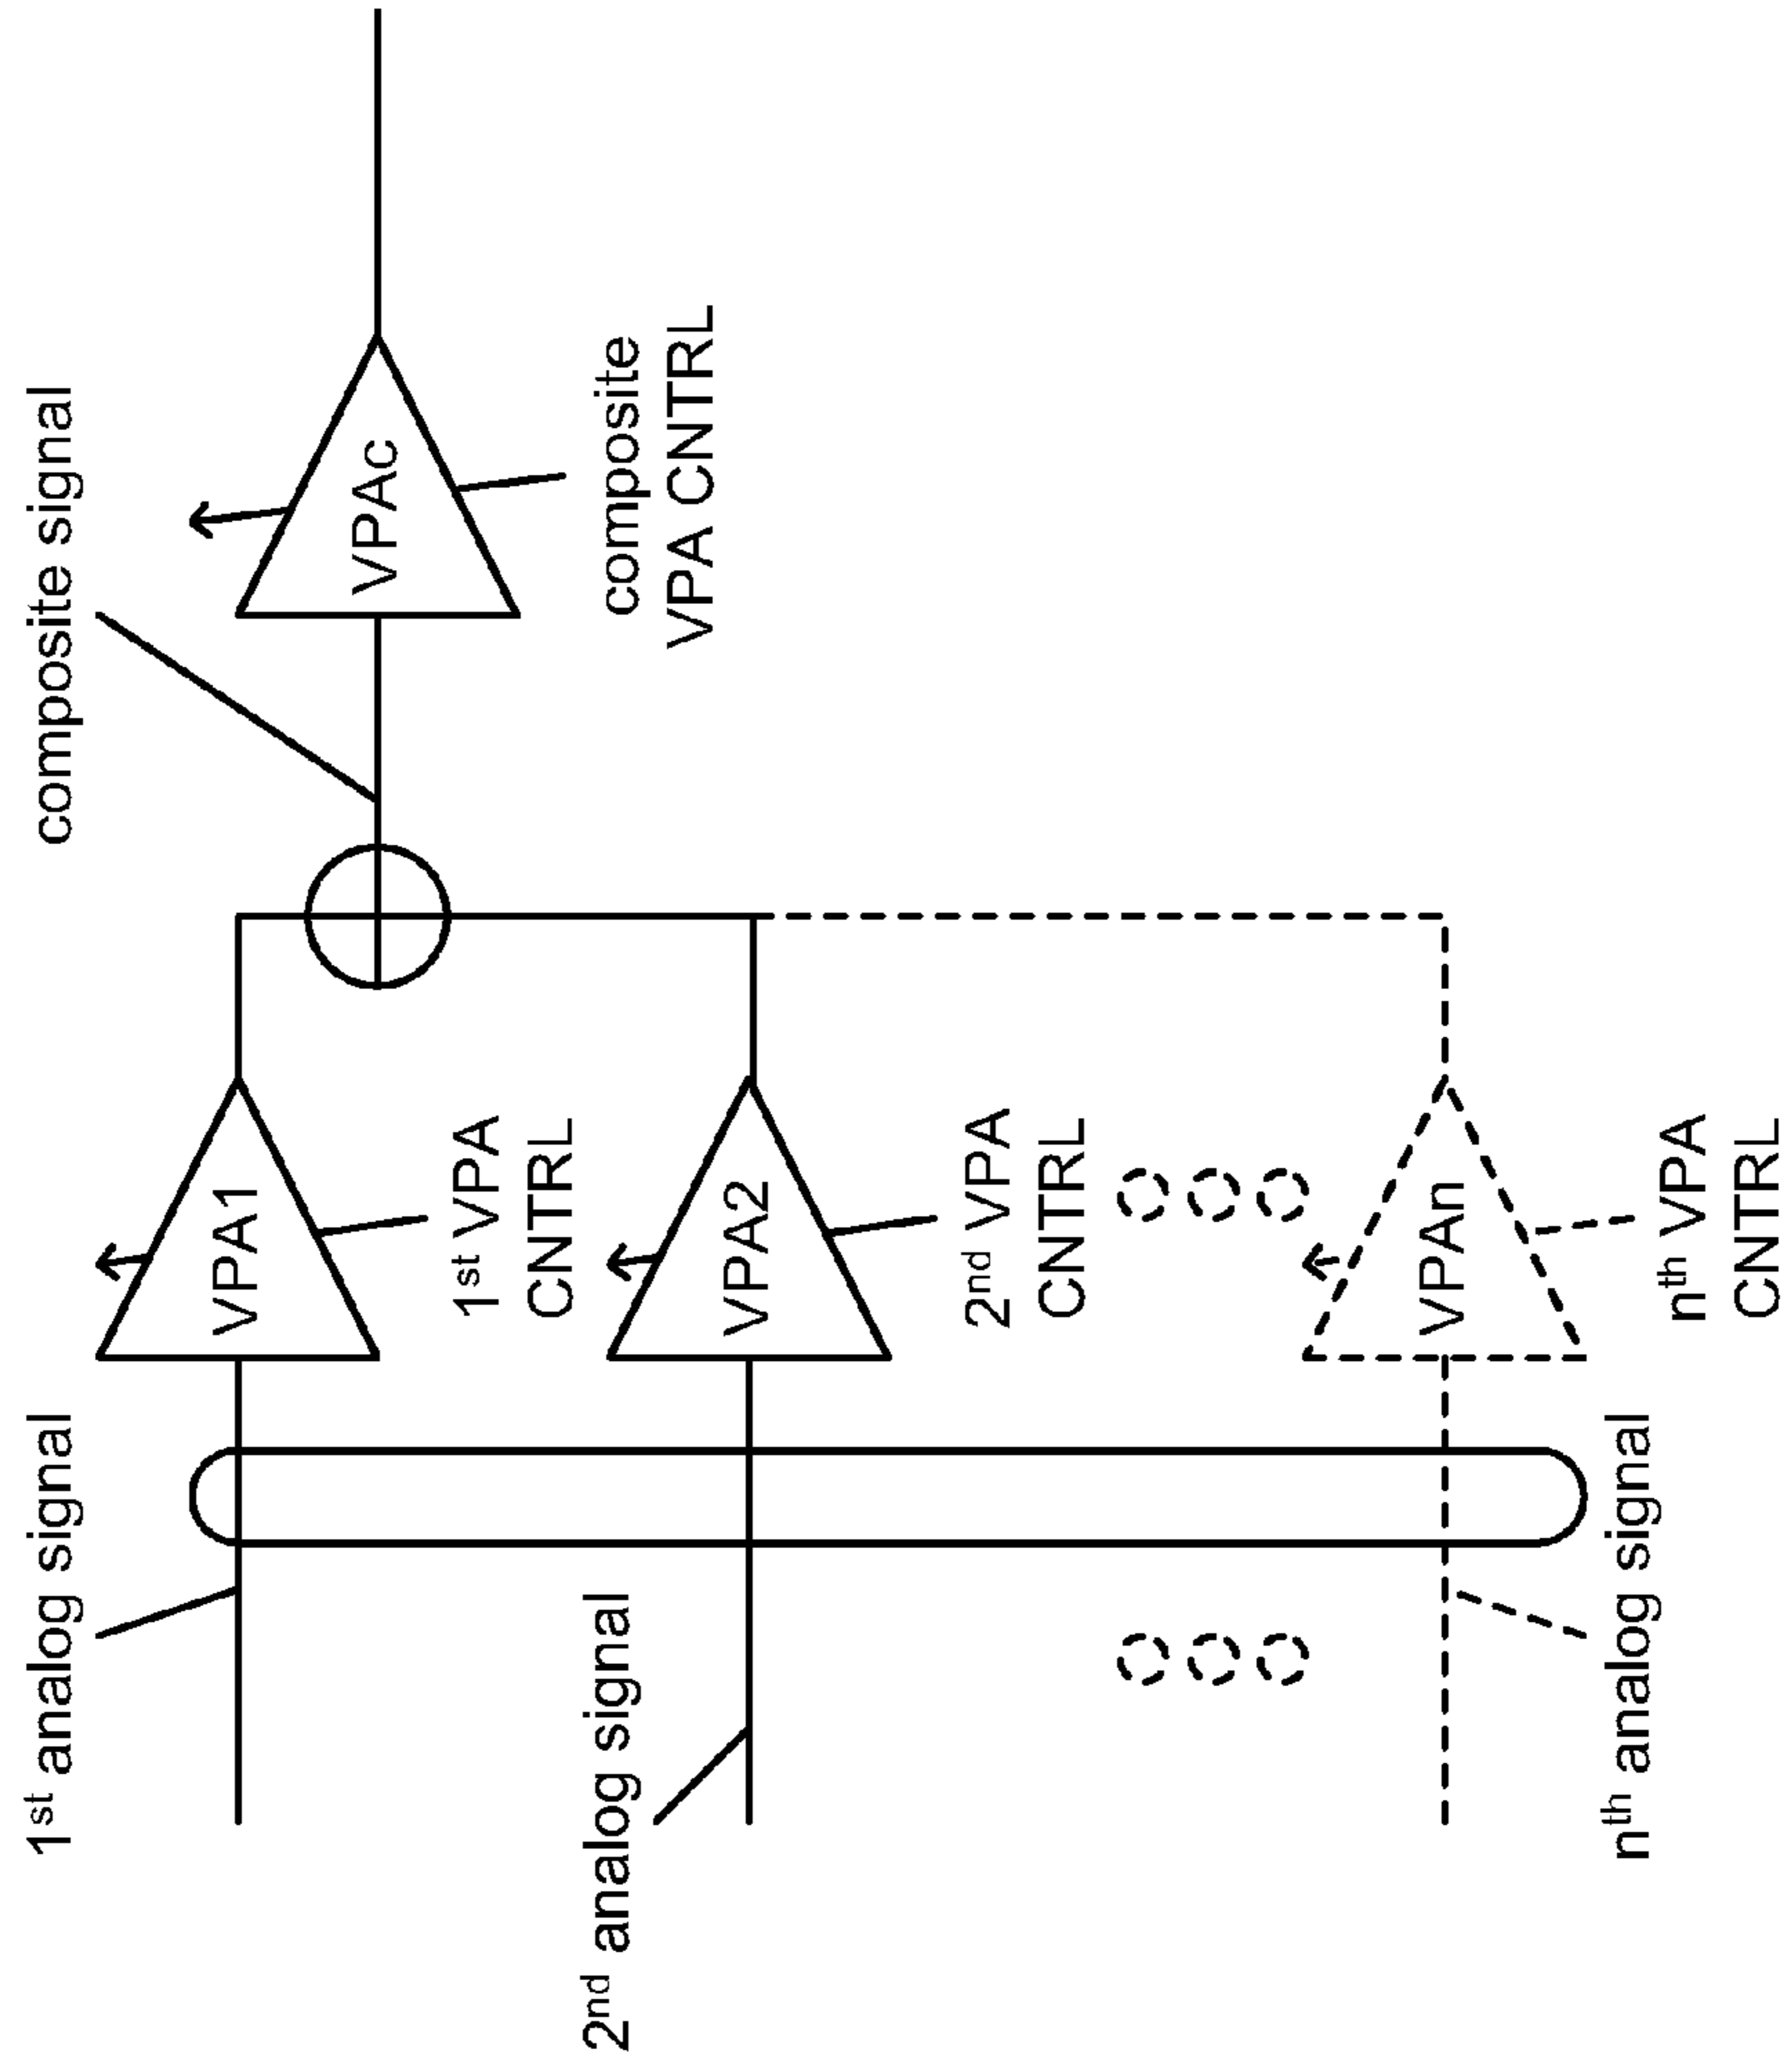 1st analog signal
VPA1
1st VPA
CNTRL
composite signal
VPAc
composite
VPA CNTRL
2nd analog signal
VPA2
2nd VPA
CNTRL
nth analog signal
VPAn
nth VPA
CNTRL